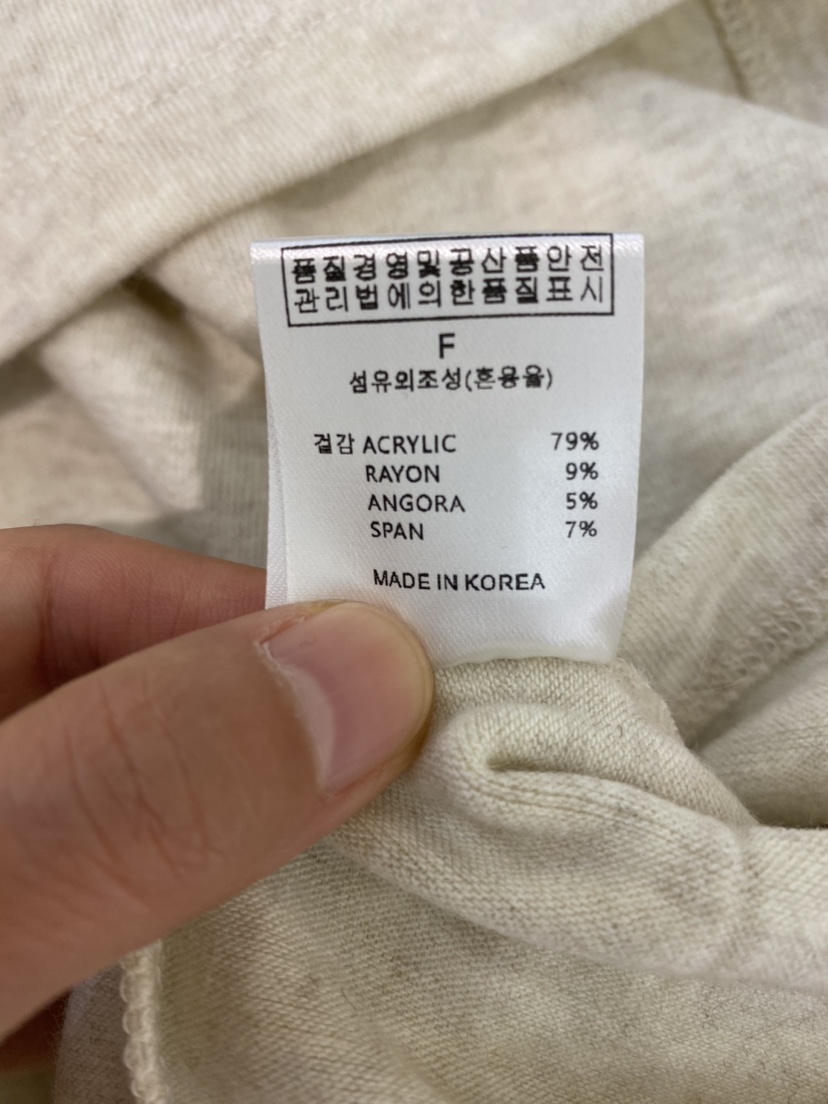 품질경영및공산품안전
관리법에의한품질표시
F
섬유의조성(혼용율)
겉감 ACRYLIC 79%
RAYON 9%
ANGORA 5%
SPAN 7%
MADE IN KOREA